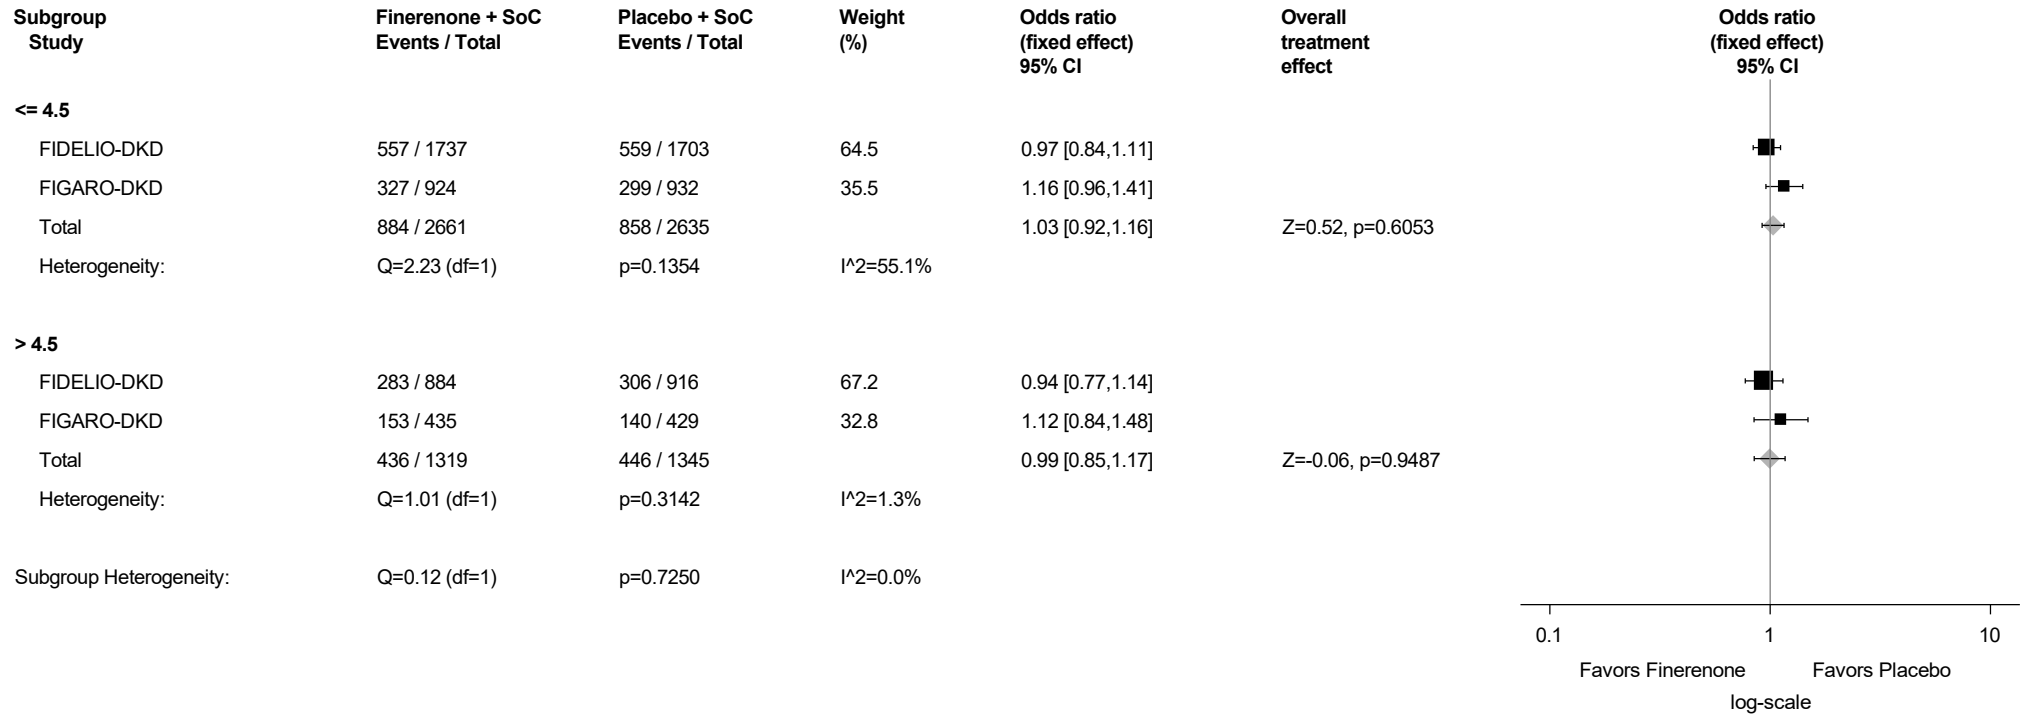 Subgroup Finerenone + SoC Placebo + SoC Weight Odds ratio Overall Odds ratio
Study Events / Total Events / Total (%) (fixed effect) treatment (fixed effect)
95% CI effect 95% CI
<= 4.5
FIDELIO-DKD 557 / 1737 559 / 1703 64.5 0.97 [0.84,1.11]
FIGARO-DKD 327 / 924 299 / 932 35.5 1.16 [0.96,1.41]
Total 884 / 2661 858 / 2635 1.03 [0.92,1.16] Z=0.52, p=0.6053
Heterogeneity: Q=2.23 (df=1) p=0.1354 I^2=55.1%
> 4.5
FIDELIO-DKD 283 / 884 306 / 916 67.2 0.94 [0.77,1.14]
FIGARO-DKD 153 / 435 140 / 429 32.8 1.12 [0.84,1.48]
Total 436 / 1319 446 / 1345 0.99 [0.85,1.17] Z=-0.06, p=0.9487
Heterogeneity: Q=1.01 (df=1) p=0.3142 I^2=1.3%
Subgroup Heterogeneity: Q=0.12 (df=1) p=0.7250 I^2=0.0%
0.1 1 10
Favors Finerenone Favors Placebo
log-scale